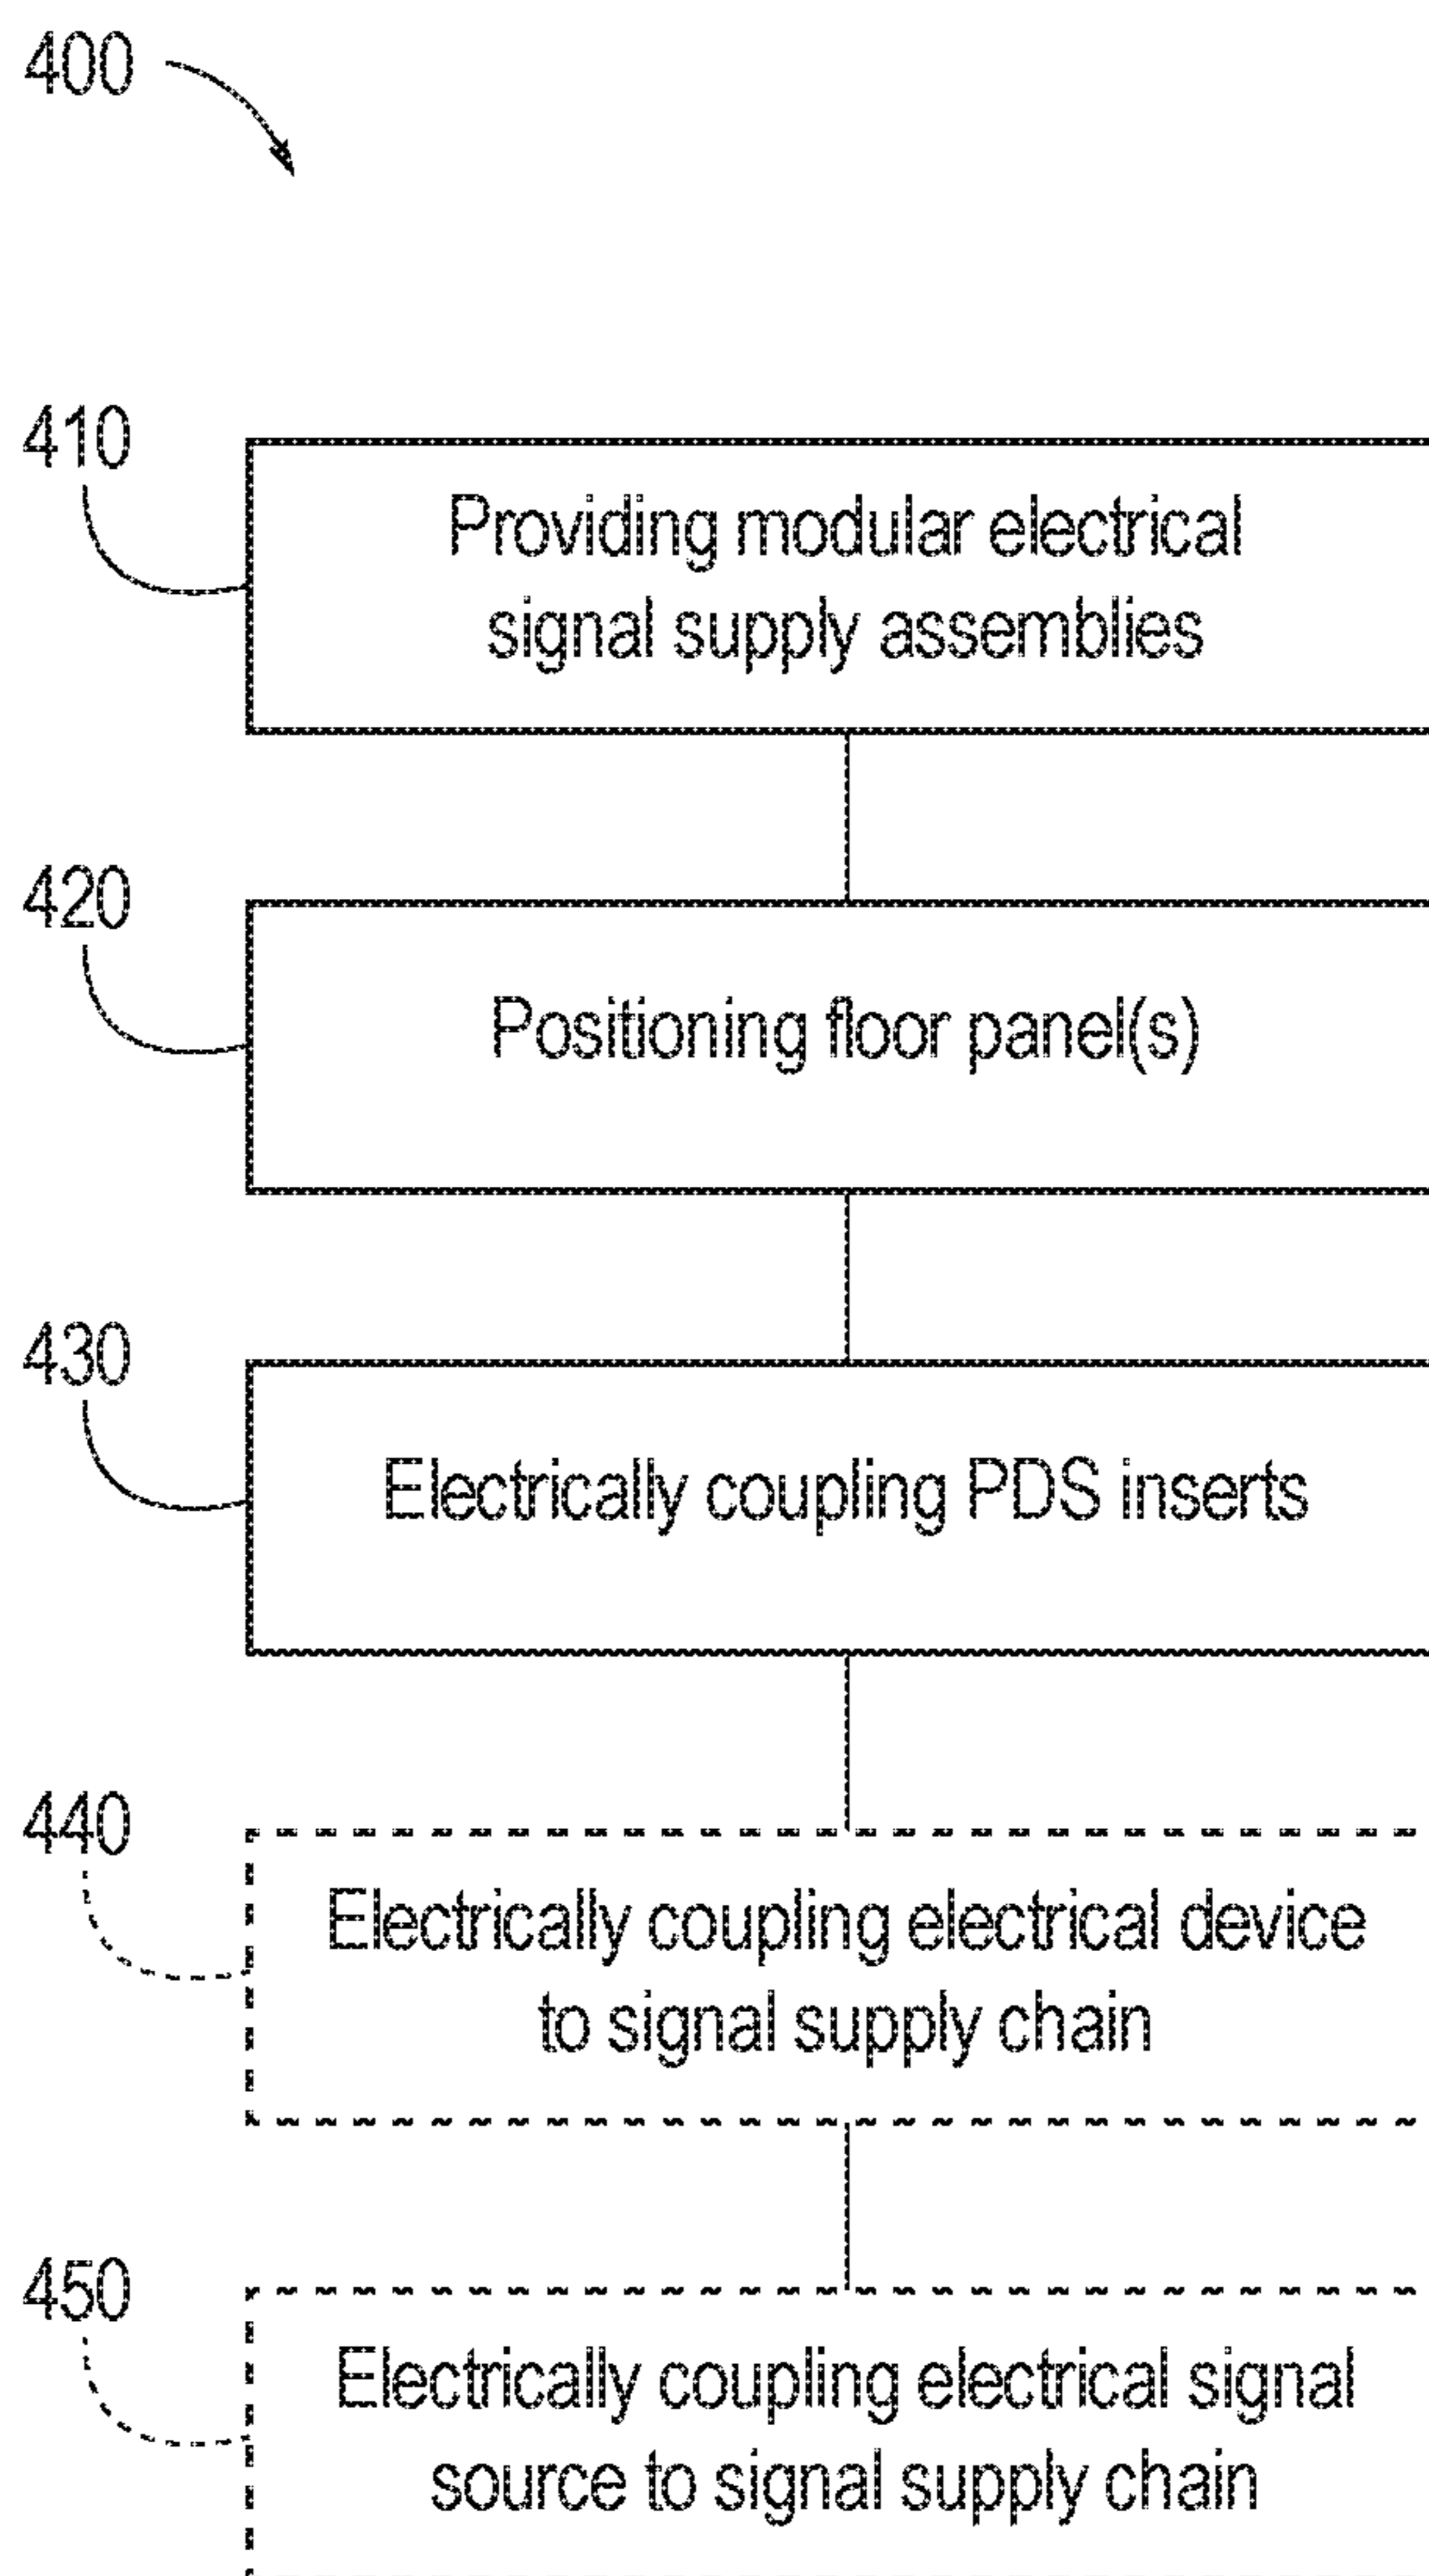 400
410
Providing modular electrical
signal supply assemblies
420
Positioning floor panel(s)
430
Electrically coupling PDS inserts
440
Electrically coupling electrical device
to signal supply chain
450
Electrically coupling electrical signal
source to signal supply chain